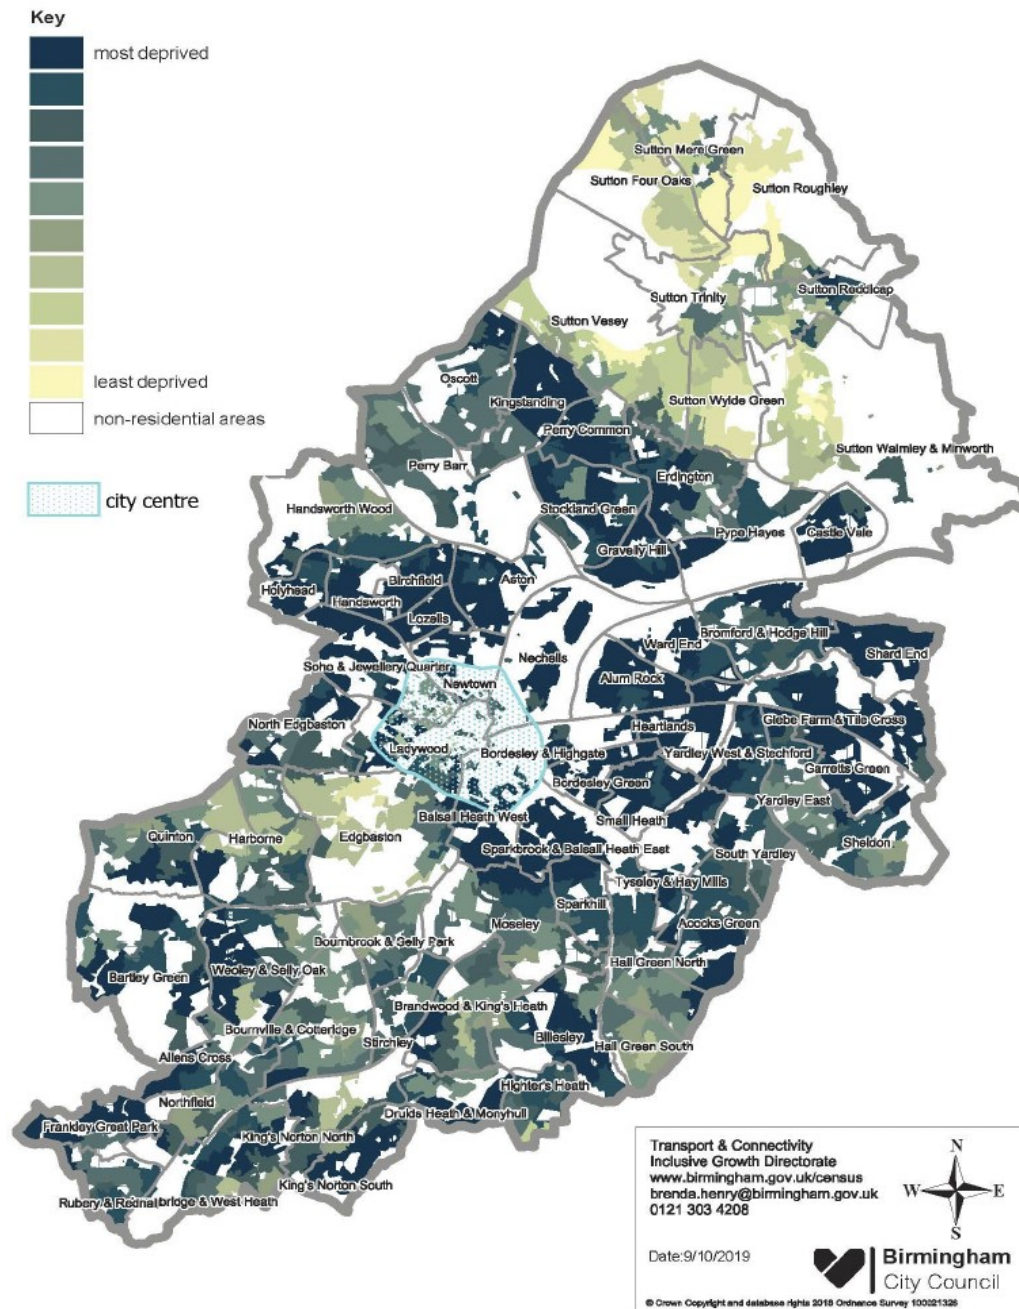 Key
most deprived
least deprived
non-residential areas
city centre
Sutton Mere Green
Sutton Four Oaks
Sutton Roughley
Sutton Reddicap
Sutton Trinity
Sutton Vesey
Oscott
Kingstanding
Sutton Wylde Green
Perry Common
Sutton Walmley & Minworth
Perry Barr
Erdington
Handsworth Wood
Stockland Green
Pype Hayes
Castle Vale
Gravelly Hill
Birchfield
Aston
Holyhead
Handsworth
Lozells
Ward End
Bromford & Hodge Hill
Shard End
Nechells
Soho & Jewellery Quarter
Alum Rock
Newtown
North Edgbaston
Heartlands
Glebe Farm & Tile Cross
Ladywood
Bordesley & Highgate
Yardley West & Stechford
Garretts Green
Bordesley Green
Yardley East
Balsall Heath West
Small Heath
Quinton
Harborne
Edgbaston
Sheldon
Sparkbrook & Balsall Heath East
South Yardley
Tyseley & Hay Mills
Sparkhill
Moseley
Acocks Green
Bournbrook & Selly Park
Hall Green North
Bartley Green
Weoley & Selly Oak
Brandwood & King's Heath
Bournville & Cotteridge
Stirchley
Billesley
Hall Green South
Allens Cross
Highter's Heath
Northfield
Druids Heath & Monyhull
Frankley Great Park
King's Norton North
King's Norton South
Rubery & Rednal
bridge & West Heath
Transport & Connectivity
Inclusive Growth Directorate
www.birmingham.gov.uk/census
brenda.henry@birmingham.gov.uk
0121 303 4208
N
W E
S
Date:9/10/2019
Birmingham
City Council
© Crown Copyright and database rights 2018 Ordnance Survey 100021326